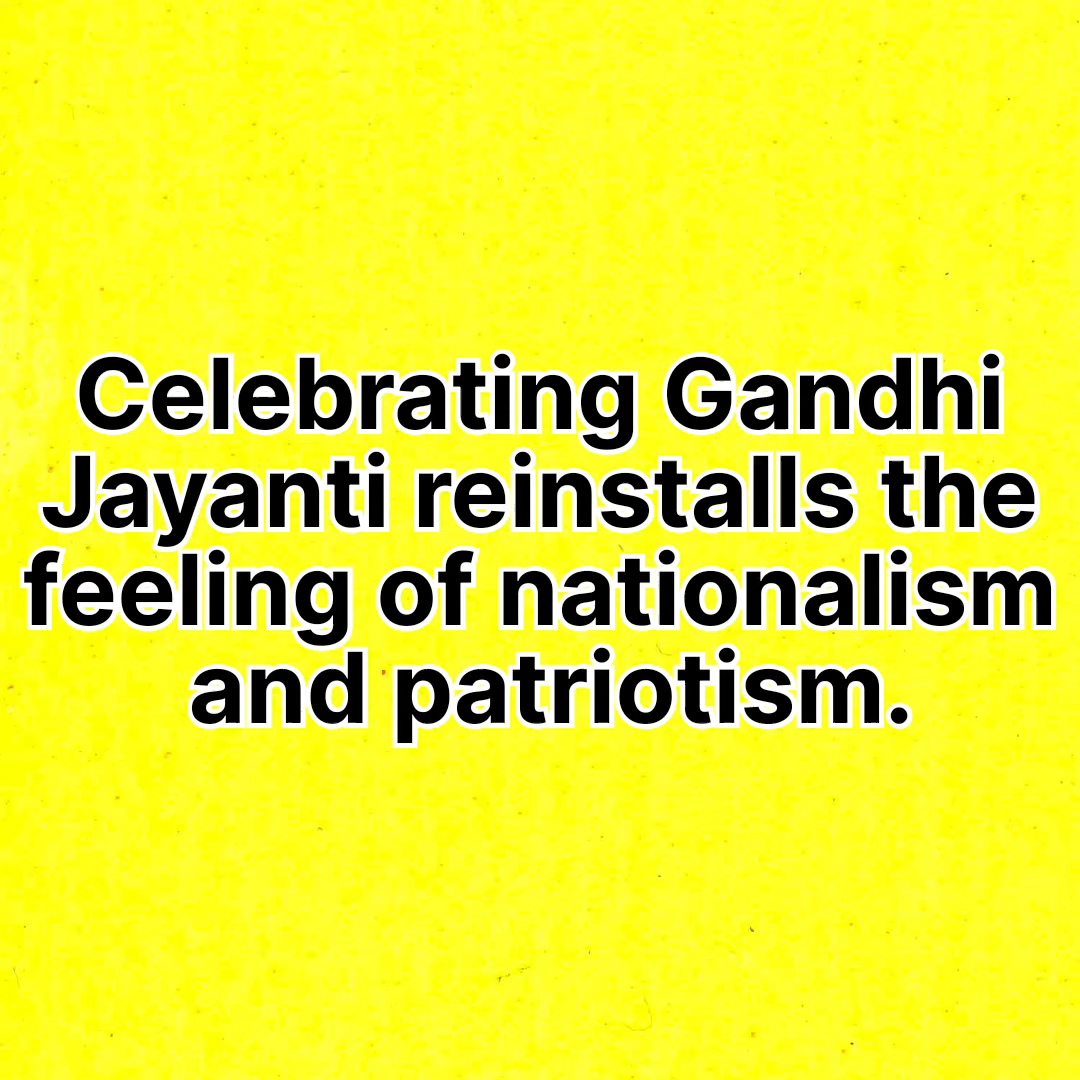 Celebrating Gandhi
Jayanti reinstalls the
feeling of nationalism
and patriotism.